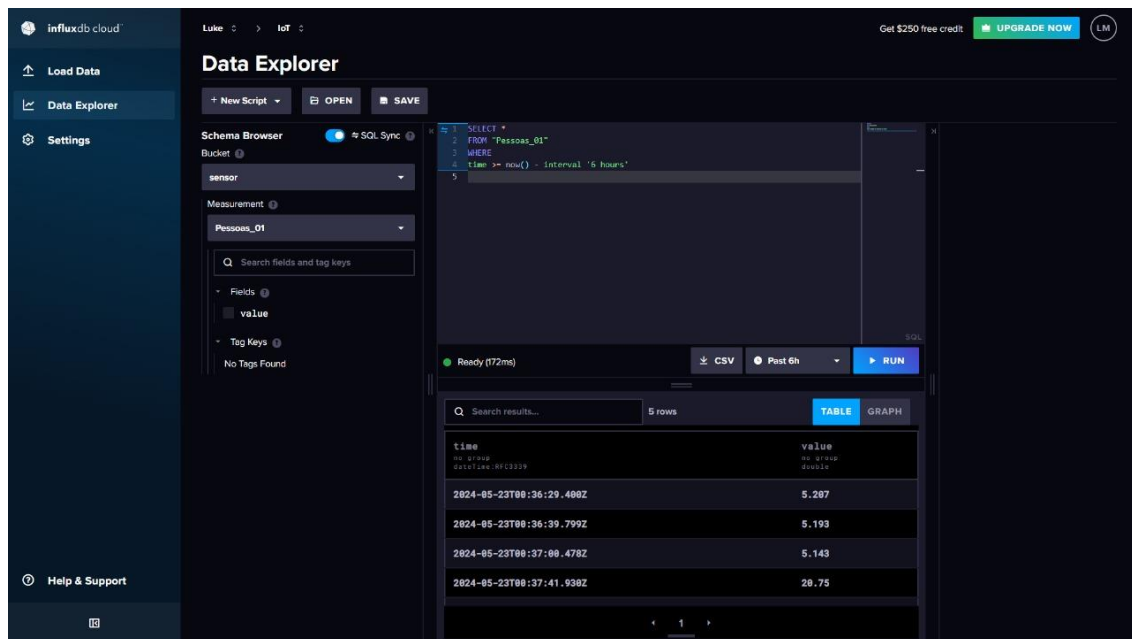 influxdb cloud
Luke > IoT
Get $250 free credit
UPGRADE NOW
LM
Load Data
Data Explorer
Settings
Help & Support
Data Explorer
+ New Script
OPEN
SAVE
Schema Browser
SQL Sync
Bucket
sensor
Measurement
Pessoas_01
Search fields and tag keys
Fields
value
Tag Keys
No Tags Found
1 SELECT *
2 FROM "Pessoas_01"
3 WHERE
4 time >= now() - interval '6 hours'
5
SQL
Ready (172ms)
CSV
Past 6h
RUN
Search results...
5 rows
TABLE
GRAPH
time value
no group no group
dateTime:RFC3339 double
2024-05-23T00:36:29.400Z 5.207
2024-05-23T00:36:39.799Z 5.193
2024-05-23T00:37:00.478Z 5.143
2024-05-23T00:37:41.930Z 20.75
1